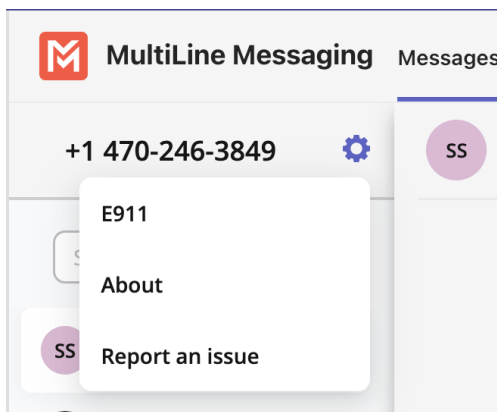 MultiLine Messaging Messages
+1 470-246-3849
SS
E911
About
Report an issue
SS